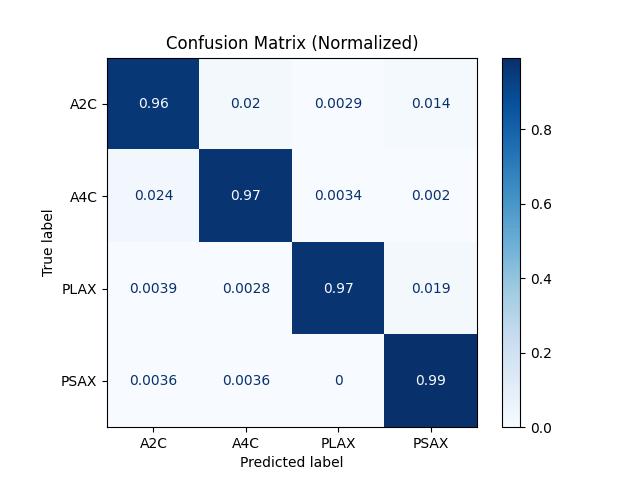 Confusion Matrix (Normalized)
A2C 0.96 0.02 0.0029 0.014
A4C 0.024 0.97 0.0034 0.002
PLAX 0.0039 0.0028 0.97 0.019
PSAX 0.0036 0.0036 0 0.99
A2C A4C PLAX PSAX
Predicted label
True label
0.8
0.6
0.4
0.2
0.0